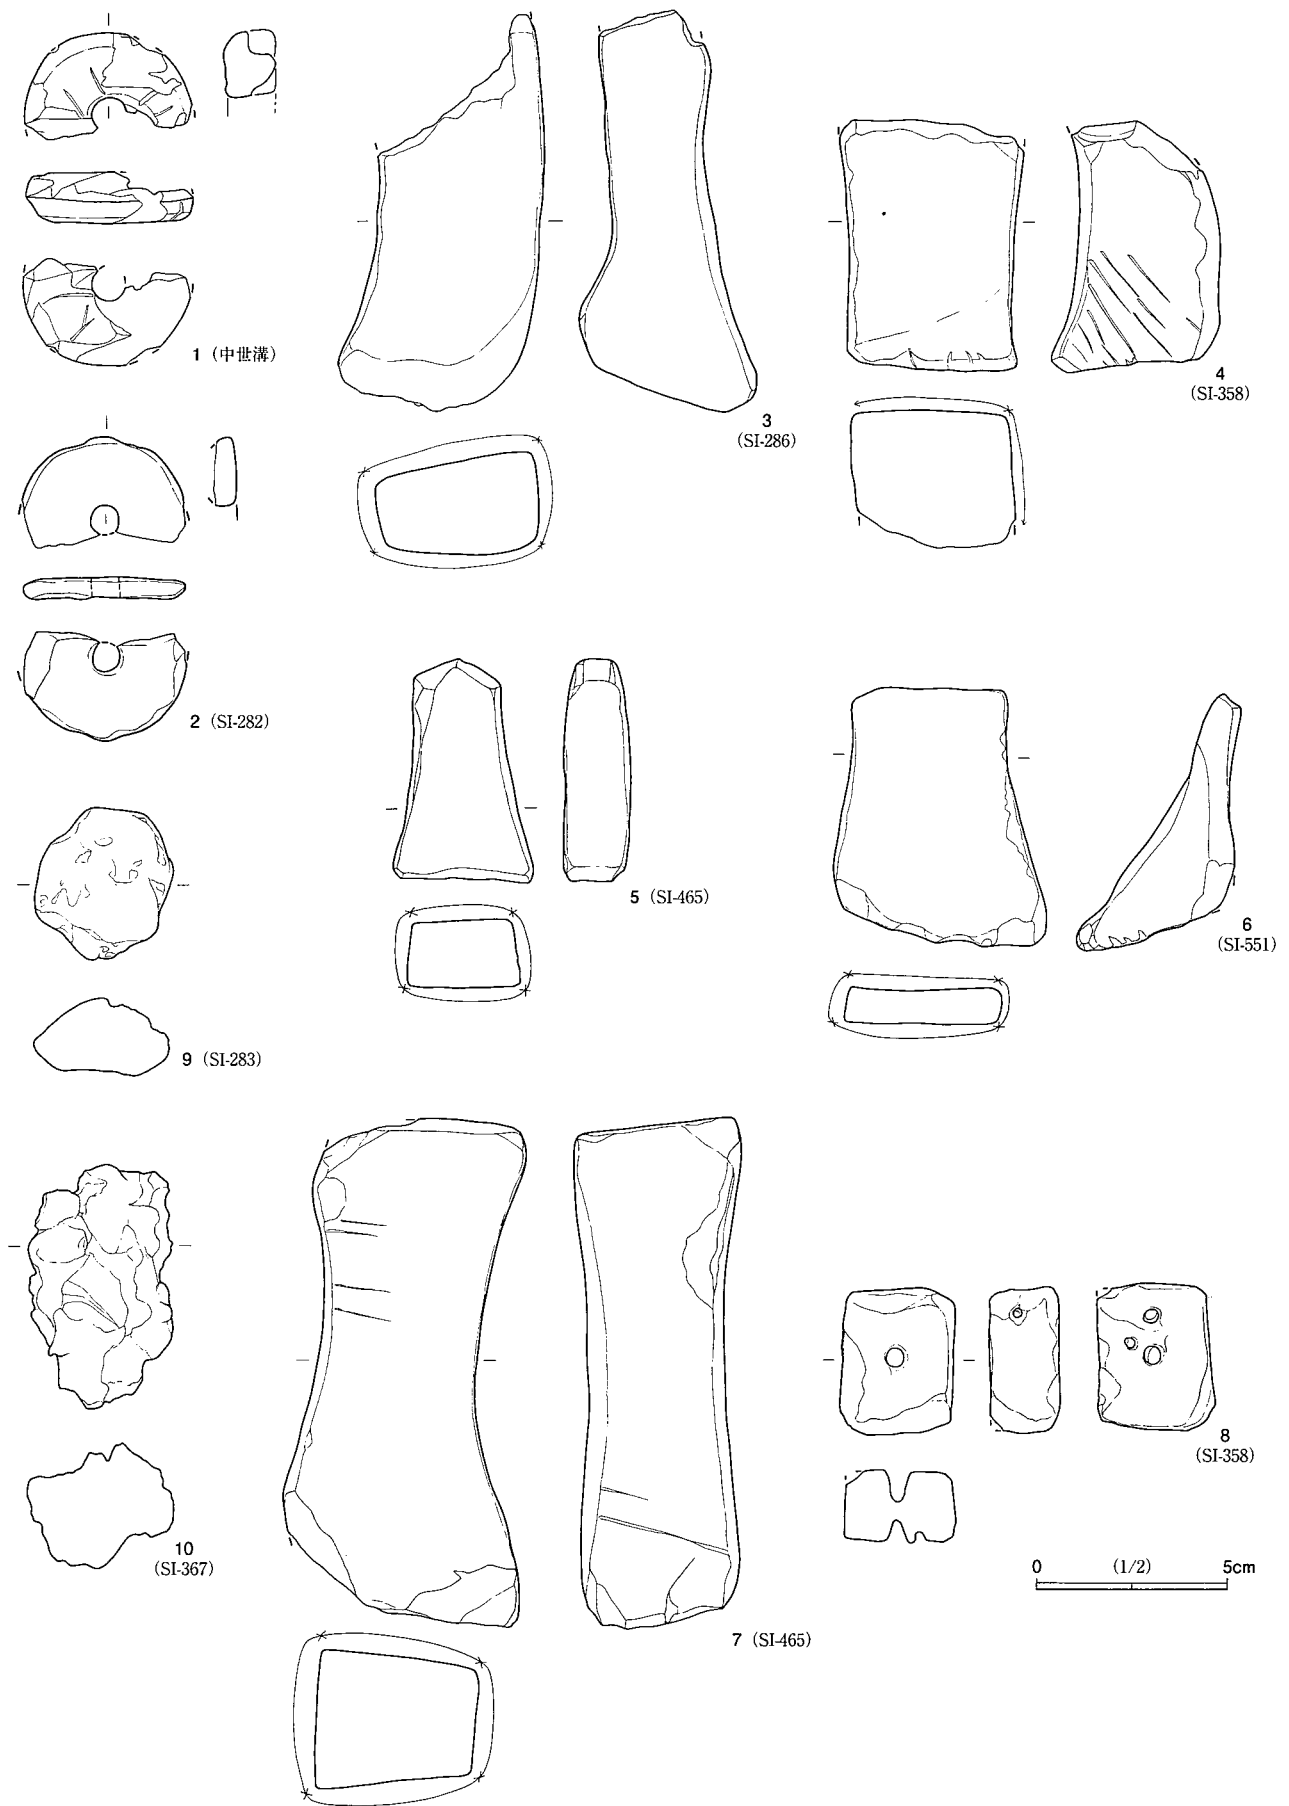 1（中世溝）
3
(SI-286)
4
(SI-358)
2（SI-282）
5（SI-465）
6
(SI-551)
9（SI-283）
10
(SI-367)
7（SI-465）
8
(SI-358)
0 (1/2) 5cm